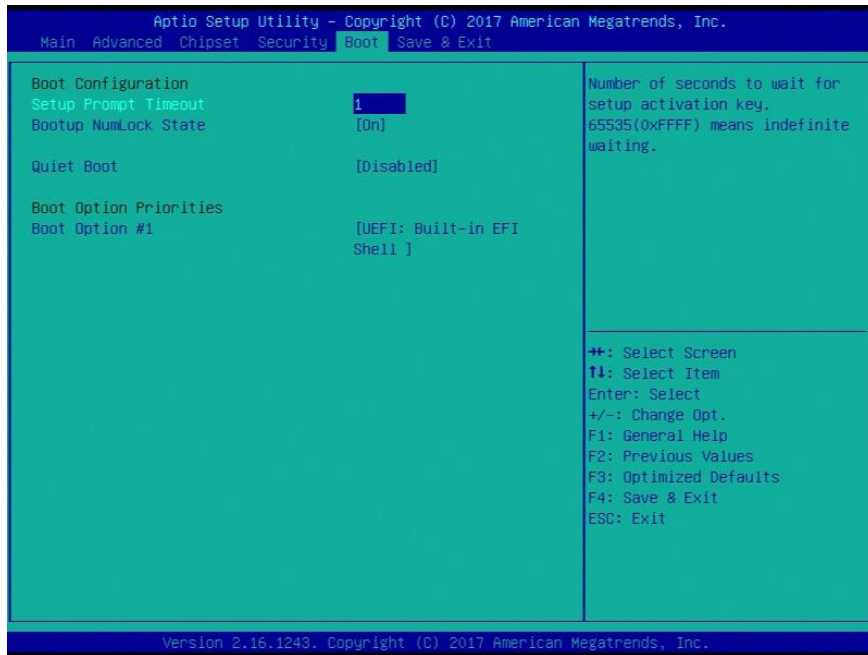 Aptio Setup Utility – Copyright (C) 2017 American Megatrends, Inc.
Main Advanced Chipset Security Boot Save & Exit
Boot Configuration
Setup Prompt Timeout 1
Bootup NumLock State [On]
Quiet Boot [Disabled]
Boot Option Priorities
Boot Option #1 [UEFI: Built-in EFI
Shell ]
Number of seconds to wait for
setup activation key.
65535(0xFFFF) means indefinite
waiting.
→←: Select Screen
↑↓: Select Item
Enter: Select
+/-: Change Opt.
F1: General Help
F2: Previous Values
F3: Optimized Defaults
F4: Save & Exit
ESC: Exit
Version 2.16.1243. Copyright (C) 2017 American Megatrends, Inc.